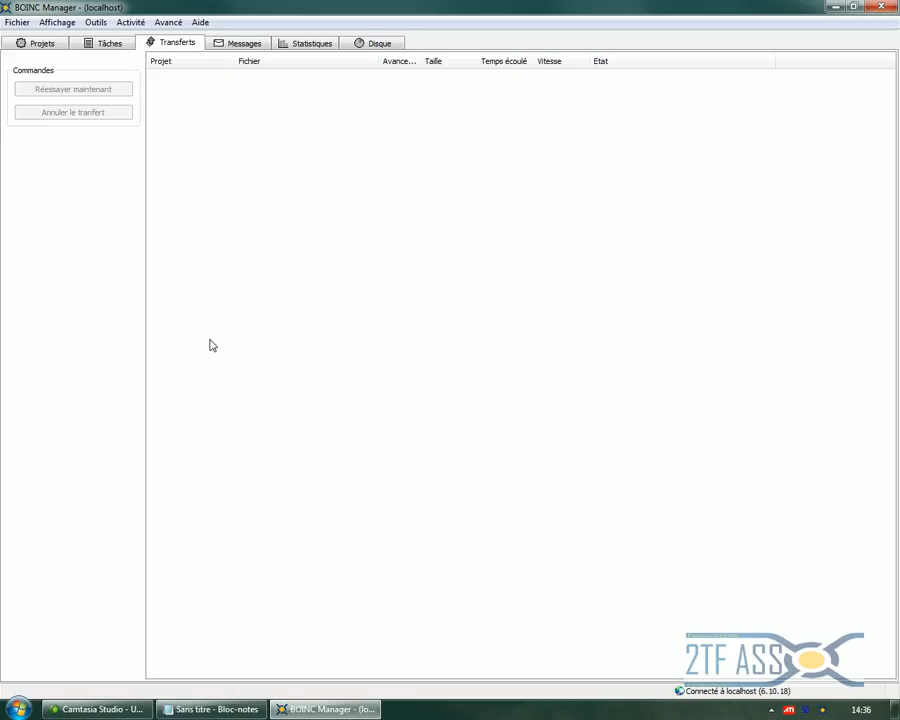 BOINC Manager - (localhost)
Fichier Affichage Outils Activité Avancé Aide
Projets Tâches Transferts Messages Statistiques Disque
Commandes
Réessayer maintenant
Annuler le tranfert
Projet Fichier Avance... Taille Temps écoulé Vitesse Etat
2TF ASS
Connecté à localhost (6.10.18)
Camtasia Studio - U... Sans titre - Bloc-notes BOINC Manager - (lo... ATI 14:36